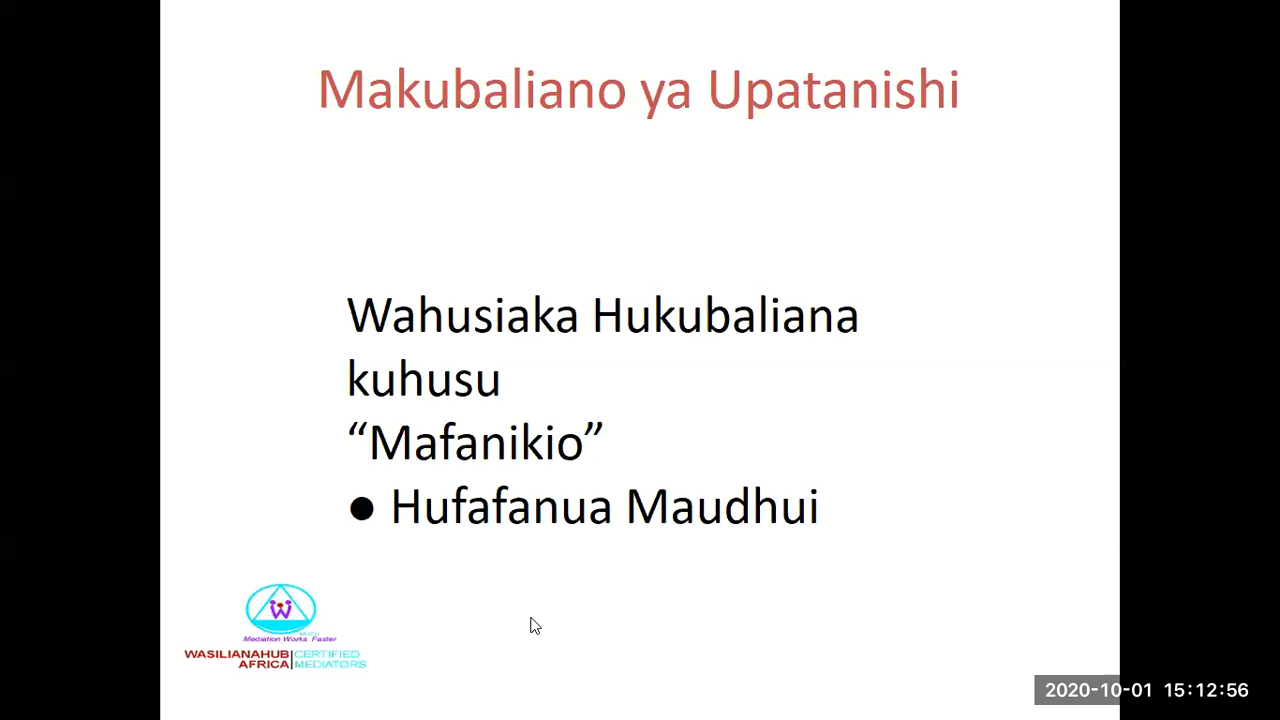 Makubaliano ya Upatanishi
Wahusiaka Hukubaliana
kuhusu
“Mafanikio”
● Hufafanua Maudhui
W
Mediation Works Faster
WASILIANAHUB|CERTIFIED
AFRICA|MEDIATORS
2020-10-01 15:12:56